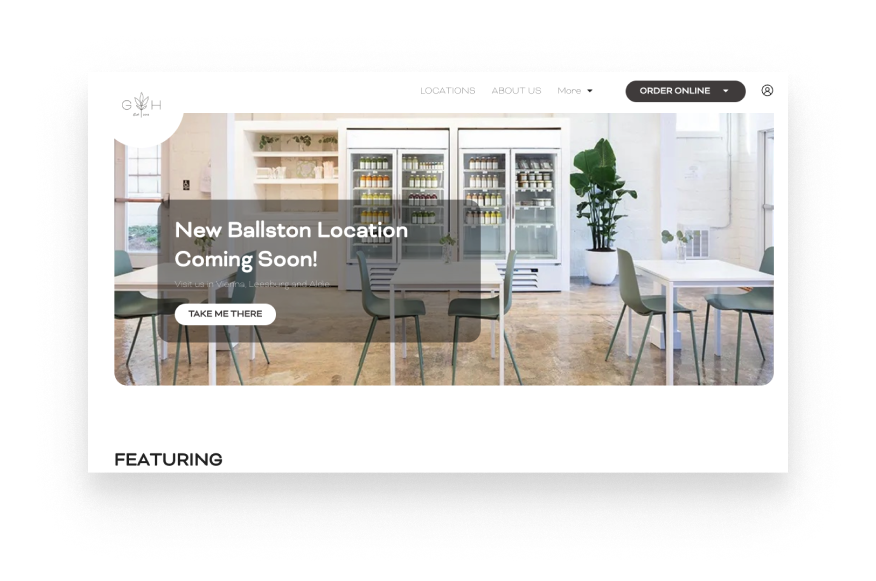 LOCATIONS ABOUT US More ORDER ONLINE
G H
New Ballston Location
Coming Soon!
Visit us in Vienna, Leesburg and Aldie
TAKE ME THERE
FEATURING